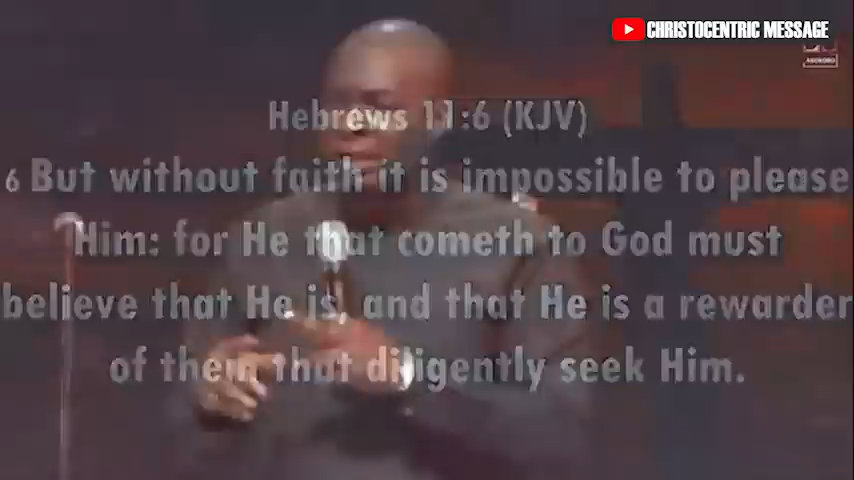 CHRISTOCENTRIC MESSAGE
Hebrews 11:6 (KJV)
6 But without faith it is impossible to please
Him: for He that cometh to God must
believe that He is, and that He is a rewarder
of them that diligently seek Him.